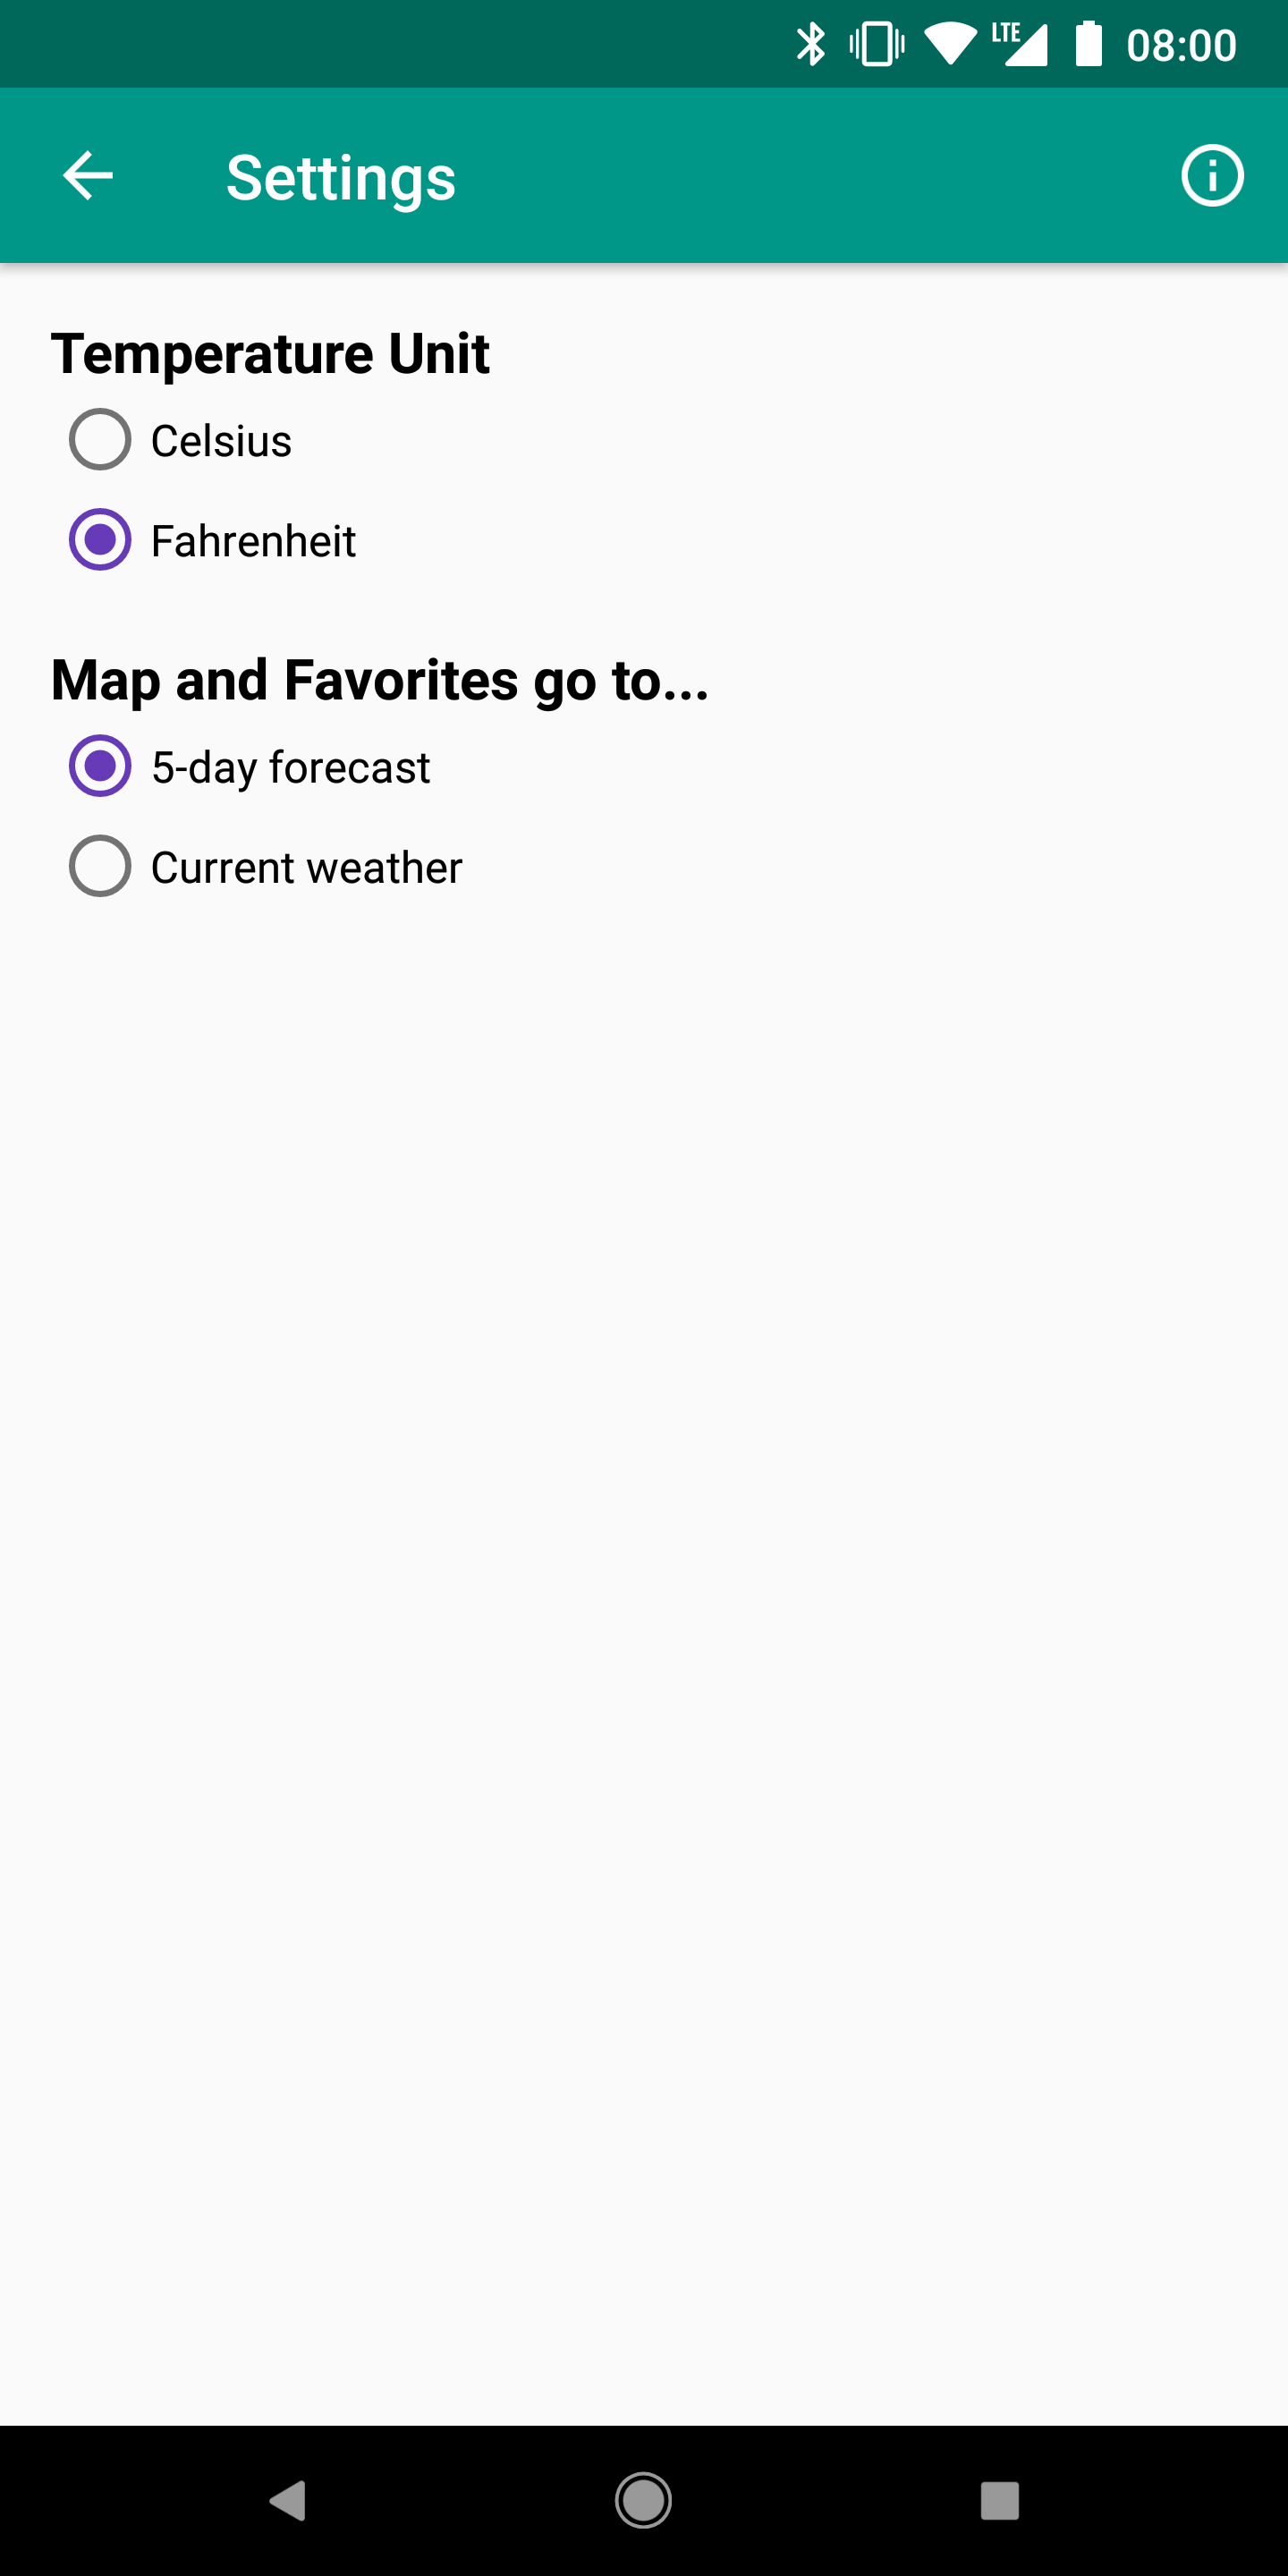 LTE 08:00
Settings
Temperature Unit
Celsius
Fahrenheit
Map and Favorites go to...
5-day forecast
Current weather